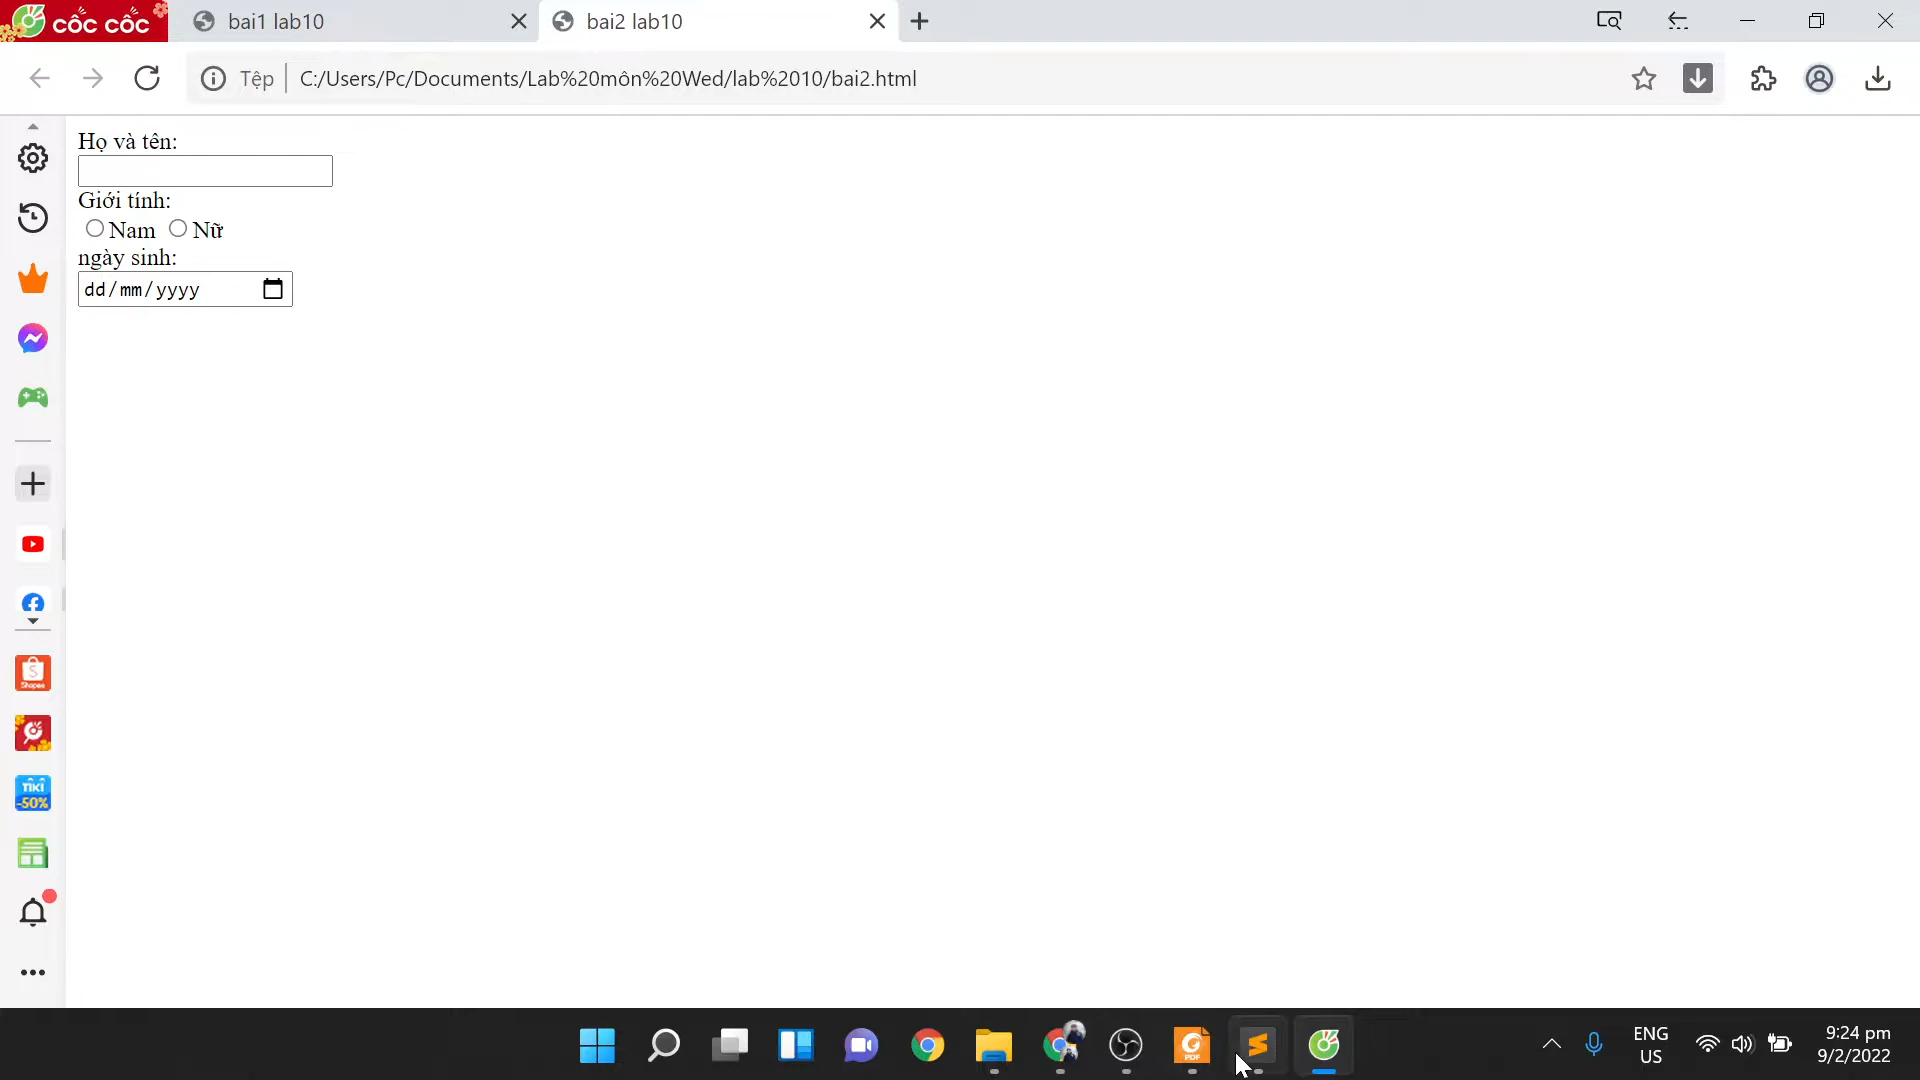 cốc cốc
bai1 lab10
bai2 lab10
Tệp
C:/Users/Pc/Documents/Lab%20môn%20Wed/lab%2010/bai2.html
Họ và tên:
Giới tính:
Nam Nữ
ngày sinh:
dd/mm/yyyy
S
Shopee
TIKI
-50%
PDF
ENG
US
9:24 pm
9/2/2022